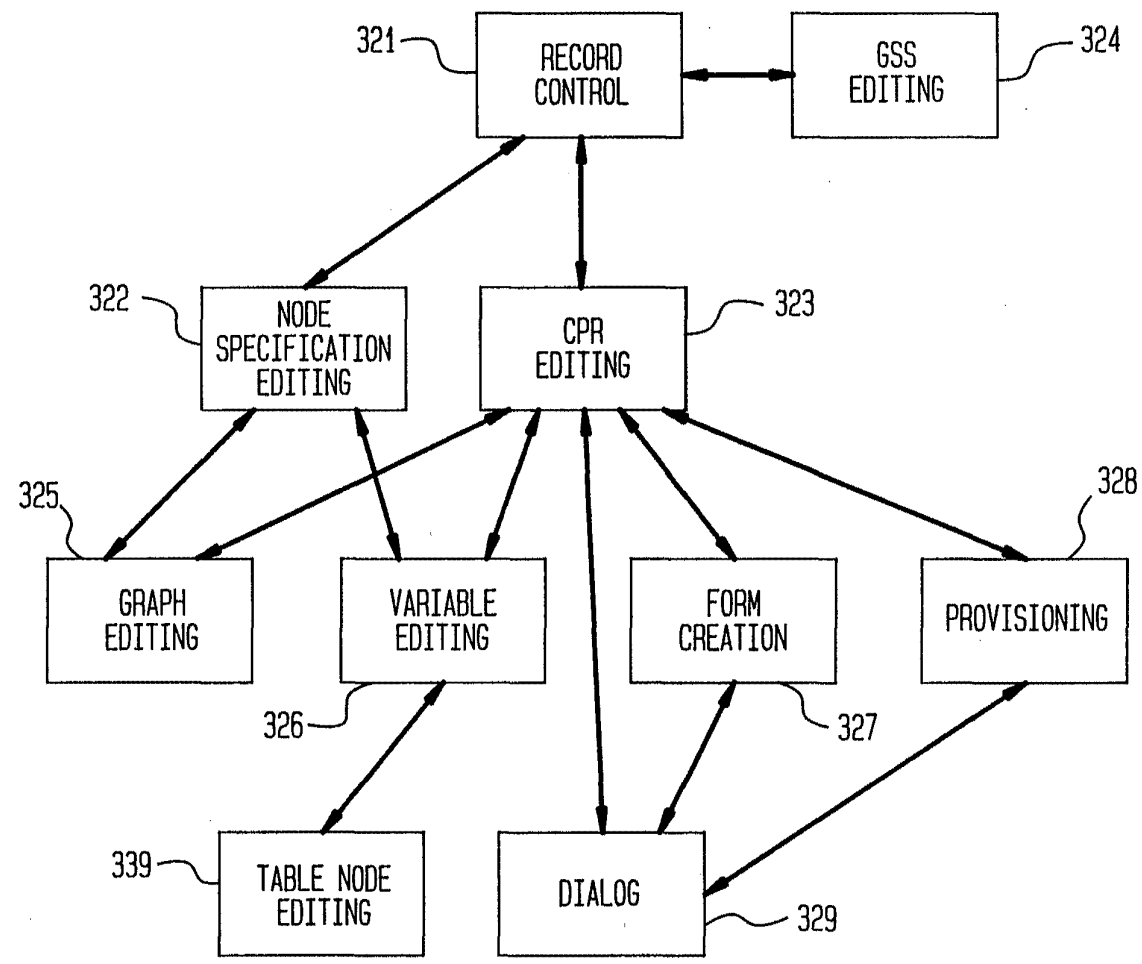 321
RECORD
CONTROL
GSS
EDITING
324
322
NODE
SPECIFICATION
EDITING
CPR
EDITING
323
325
GRAPH
EDITING
VARIABLE
EDITING
326
FORM
CREATION
327
328
PROVISIONING
339
TABLE NODE
EDITING
DIALOG
329